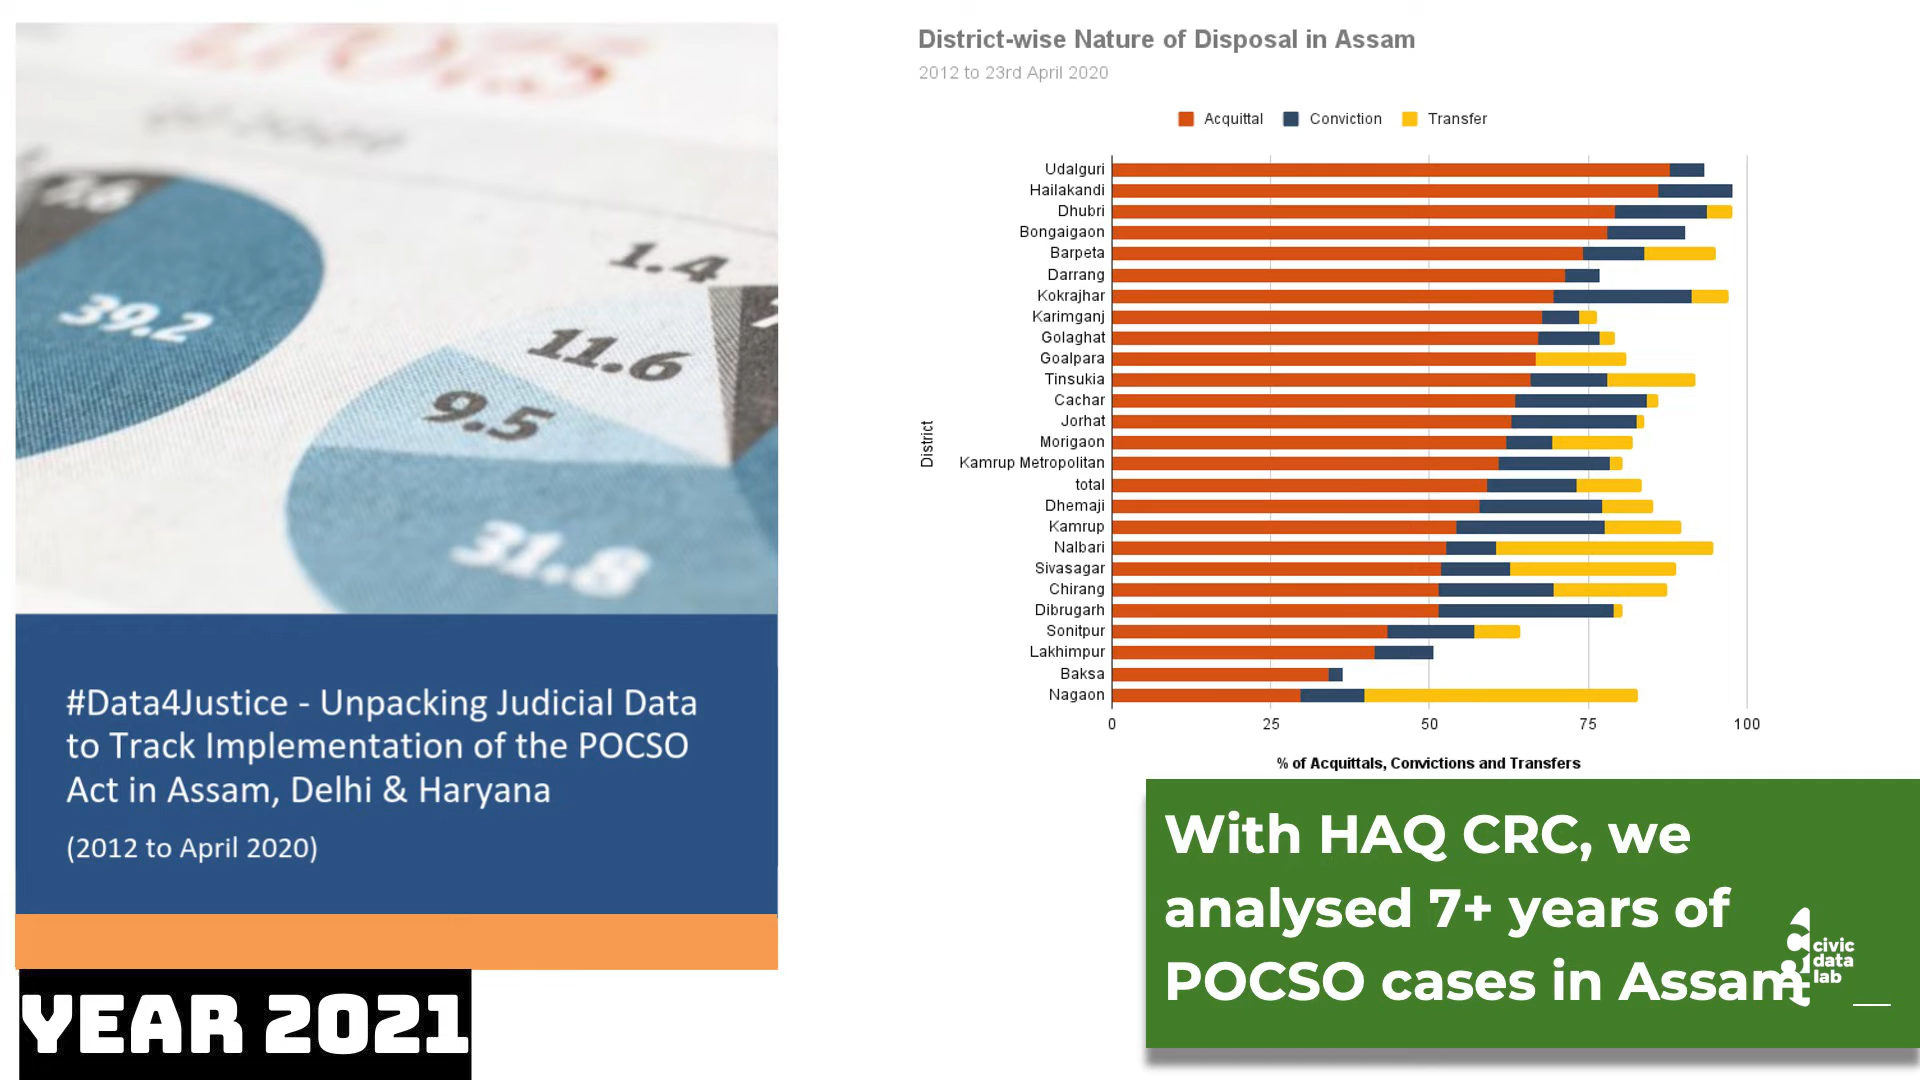 9.6
39.2
1.4
11.6
9.5
31.8
#Data4Justice - Unpacking Judicial Data
to Track Implementation of the POCSO
Act in Assam, Delhi & Haryana
(2012 to April 2020)
YEAR 2021
District-wise Nature of Disposal in Assam
2012 to 23rd April 2020
Acquittal Conviction Transfer
District
Udalguri
Hailakandi
Dhubri
Bongaigaon
Barpeta
Darrang
Kokrajhar
Karimganj
Golaghat
Goalpara
Tinsukia
Cachar
Jorhat
Morigaon
Kamrup Metropolitan
total
Dhemaji
Kamrup
Nalbari
Sivasagar
Chirang
Dibrugarh
Sonitpur
Lakhimpur
Baksa
Nagaon
0 25 50 75 100
% of Acquittals, Convictions and Transfers
With HAQ CRC, we
analysed 7+ years of
POCSO cases in Assam
civic
data
lab